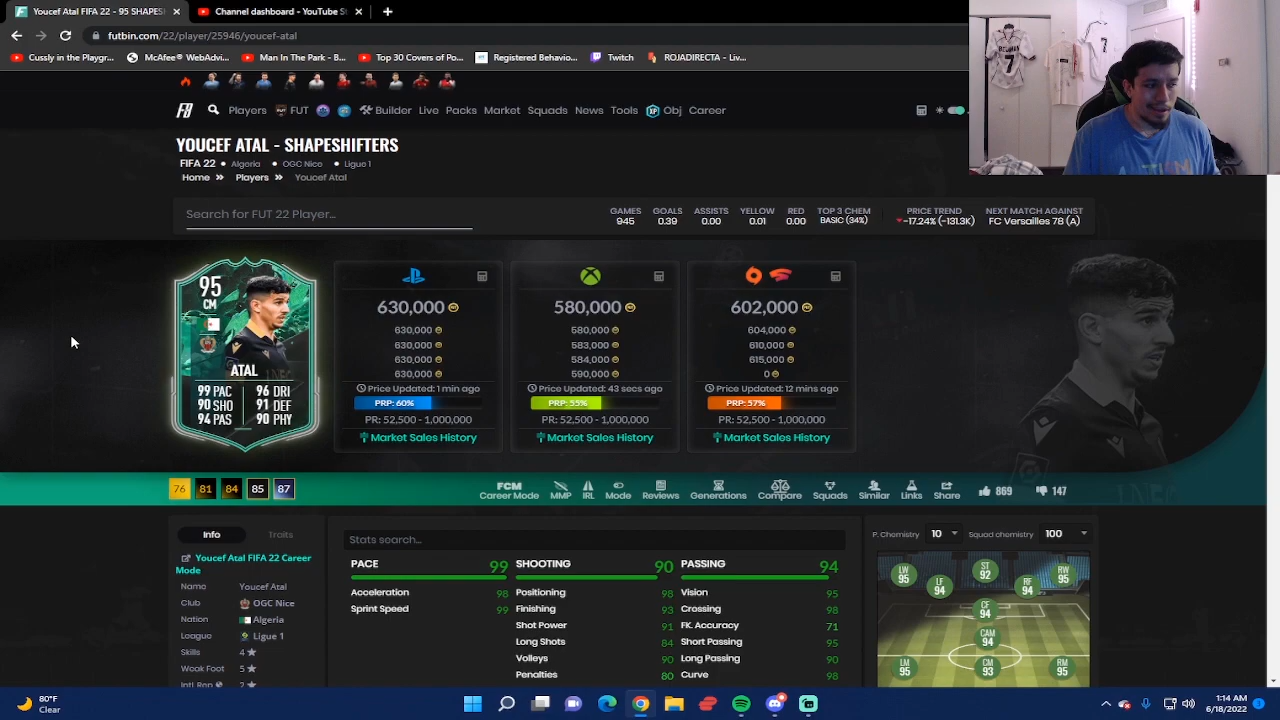 Youcef Atal FIFA 22 - 95 SHAPES
Channel dashboard - YouTube St
futbin.com/22/player/25946/youcef-atal
Cussly in the Playgr...
McAfee® WebAdvi...
Man In The Park - B...
Top 30 Covers of Po...
Registered Behavio...
Twitch
ROJADIRECTA - Liv...
Players FUT Builder Live Packs Market Squads News Tools Obj Career
YOUCEF ATAL - SHAPESHIFTERS
FIFA 22 • Algeria • OGC Nice • Ligue 1
Home » Players » Youcef Atal
Search for FUT 22 Player...
GAMES GOALS ASSISTS YELLOW RED TOP 3 CHEM PRICE TREND NEXT MATCH AGAINST
945 0.39 0.00 0.01 0.00 BASIC (34%) -17.24% (-131.3K) FC Versailles 78 (A)
95
CM
ATAL
99 PAC 96 DRI
90 SHO 91 DEF
94 PAS 90 PHY
630,000
630,000
630,000
630,000
630,000
Price Updated: 1 min ago
PRP: 60%
PR: 52,500 - 1,000,000
Market Sales History
580,000
580,000
583,000
584,000
590,000
Price Updated: 43 secs ago
PRP: 55%
PR: 52,500 - 1,000,000
Market Sales History
602,000
604,000
610,000
615,000
0
Price Updated: 12 mins ago
PRP: 57%
PR: 52,500 - 1,000,000
Market Sales History
76 81 84 85 87
FCM
Career Mode MMP IRL Mode Reviews Generations Compare Squads Similar Links Share 869 147
Info Traits
Youcef Atal FIFA 22 Career
Mode
Name Youcef Atal
Club OGC Nice
Nation Algeria
League Ligue 1
Skills 4
Weak Foot 5
Intl.Rep 2
Stats search...
PACE 99
Acceleration 98
Sprint Speed 99
SHOOTING 90
Positioning 98
Finishing 93
Shot Power 91
Long Shots 84
Volleys 90
Penalties 80
PASSING 94
Vision 95
Crossing 98
FK. Accuracy 71
Short Passing 95
Long Passing 90
Curve 98
P. Chemistry 10 Squad chemistry 100
ST
92
LW
95
RW
95
LF
94
RF
94
CF
94
CAM
94
LM
95
CM
93
RM
95
80°F
Clear
1:14 AM
6/18/2022